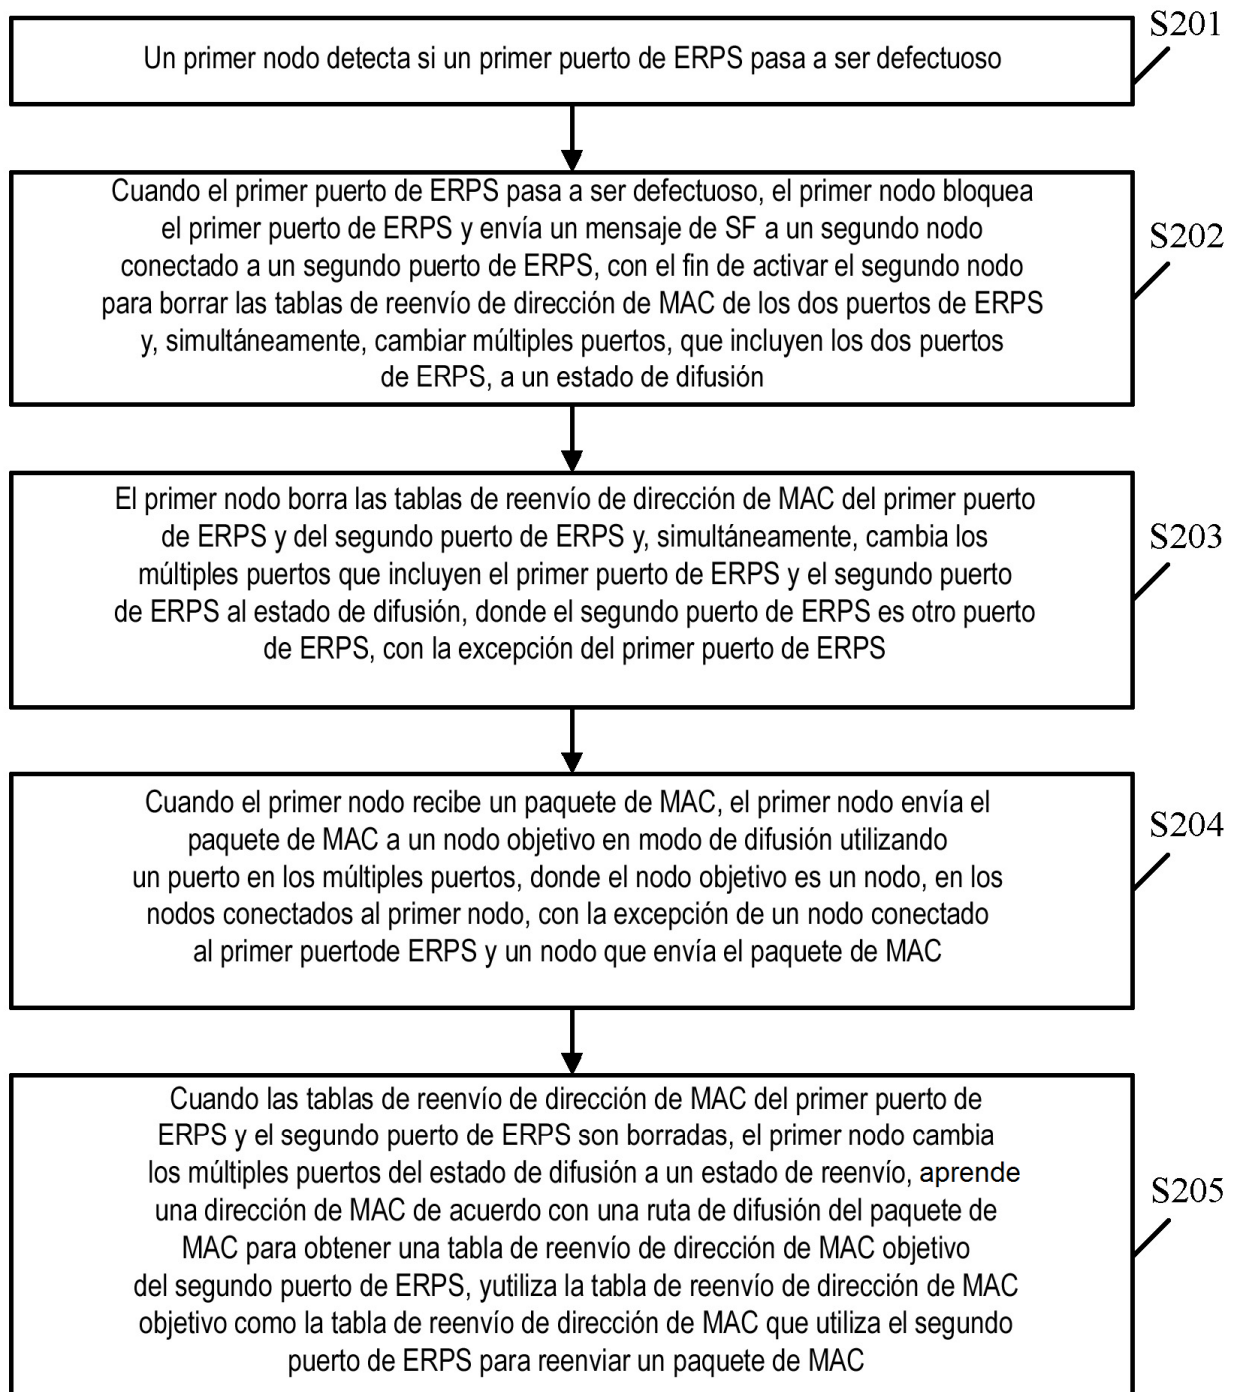 S201
Un primer nodo detecta si un primer puerto de ERPS pasa a ser defectuoso
Cuando el primer puerto de ERPS pasa a ser defectuoso, el primer nodo bloquea
el primer puerto de ERPS y envía un mensaje de SF a un segundo nodo
conectado a un segundo puerto de ERPS, con el fin de activar el segundo nodo
para borrar las tablas de reenvío de dirección de MAC de los dos puertos de ERPS
y, simultáneamente, cambiar múltiples puertos, que incluyen los dos puertos
de ERPS, a un estado de difusión
S202
El primer nodo borra las tablas de reenvío de dirección de MAC del primer puerto
de ERPS y del segundo puerto de ERPS y, simultáneamente, cambia los
múltiples puertos que incluyen el primer puerto de ERPS y el segundo puerto
de ERPS al estado de difusión, donde el segundo puerto de ERPS es otro puerto
de ERPS, con la excepción del primer puerto de ERPS
S203
Cuando el primer nodo recibe un paquete de MAC, el primer nodo envía el
paquete de MAC a un nodo objetivo en modo de difusión utilizando
un puerto en los múltiples puertos, donde el nodo objetivo es un nodo, en los
nodos conectados al primer nodo, con la excepción de un nodo conectado
al primer puertode ERPS y un nodo que envía el paquete de MAC
S204
Cuando las tablas de reenvío de dirección de MAC del primer puerto de
ERPS y el segundo puerto de ERPS son borradas, el primer nodo cambia
los múltiples puertos del estado de difusión a un estado de reenvío, aprende
una dirección de MAC de acuerdo con una ruta de difusión del paquete de
MAC para obtener una tabla de reenvío de dirección de MAC objetivo
del segundo puerto de ERPS, yutiliza la tabla de reenvío de dirección de MAC
objetivo como la tabla de reenvío de dirección de MAC que utiliza el segundo
puerto de ERPS para reenviar un paquete de MAC
S205